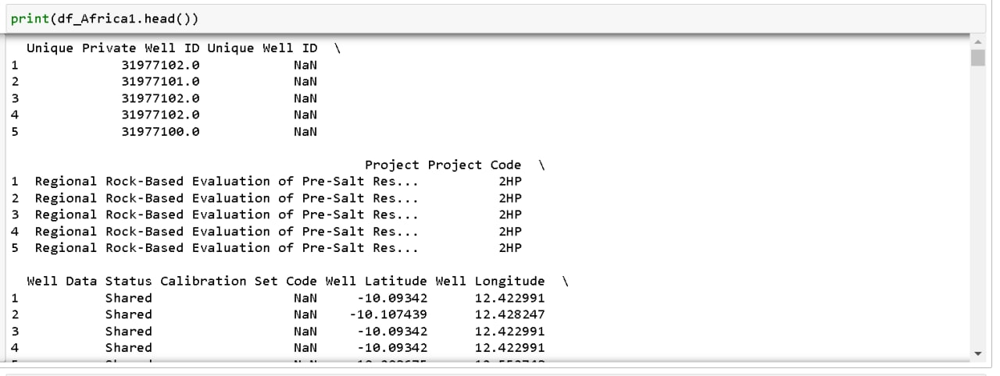 print(df_Africa1.head())
Unique Private Well ID Unique Well ID \
1 31977102.0 NaN
2 31977101.0 NaN
3 31977102.0 NaN
4 31977102.0 NaN
5 31977100.0 NaN
Project Project Code \
1 Regional Rock-Based Evaluation of Pre-Salt Res... 2HP
2 Regional Rock-Based Evaluation of Pre-Salt Res... 2HP
3 Regional Rock-Based Evaluation of Pre-Salt Res... 2HP
4 Regional Rock-Based Evaluation of Pre-Salt Res... 2HP
5 Regional Rock-Based Evaluation of Pre-Salt Res... 2HP
Well Data Status Calibration Set Code Well Latitude Well Longitude \
1 Shared NaN -10.09342 12.422991
2 Shared NaN -10.107439 12.428247
3 Shared NaN -10.09342 12.422991
4 Shared NaN -10.09342 12.422991